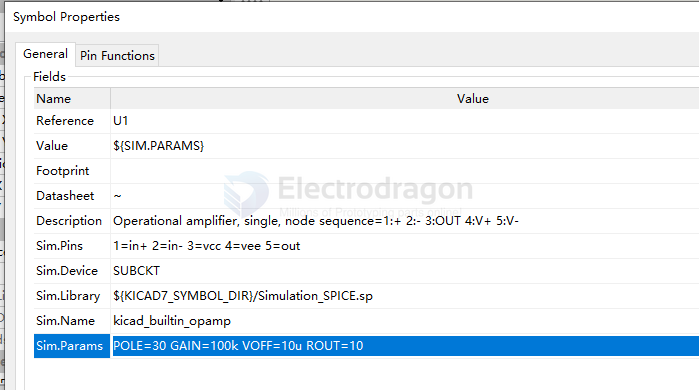 Symbol Properties
General
Pin Functions
Fields
Name Value
Reference U1
Value ${SIM.PARAMS}
Footprint
Datasheet ~
Electrodragon
Description Operational amplifier, single, node sequence=1:+ 2:- 3:OUT 4:V+ 5:V-
Sim.Pins 1=in+ 2=in- 3=vcc 4=vee 5=out
Sim.Device SUBCKT
Sim.Library ${KICAD7_SYMBOL_DIR}/Simulation_SPICE.sp
Sim.Name kicad_builtin_opamp
Sim.Params POLE=30 GAIN=100k VOFF=10u ROUT=10